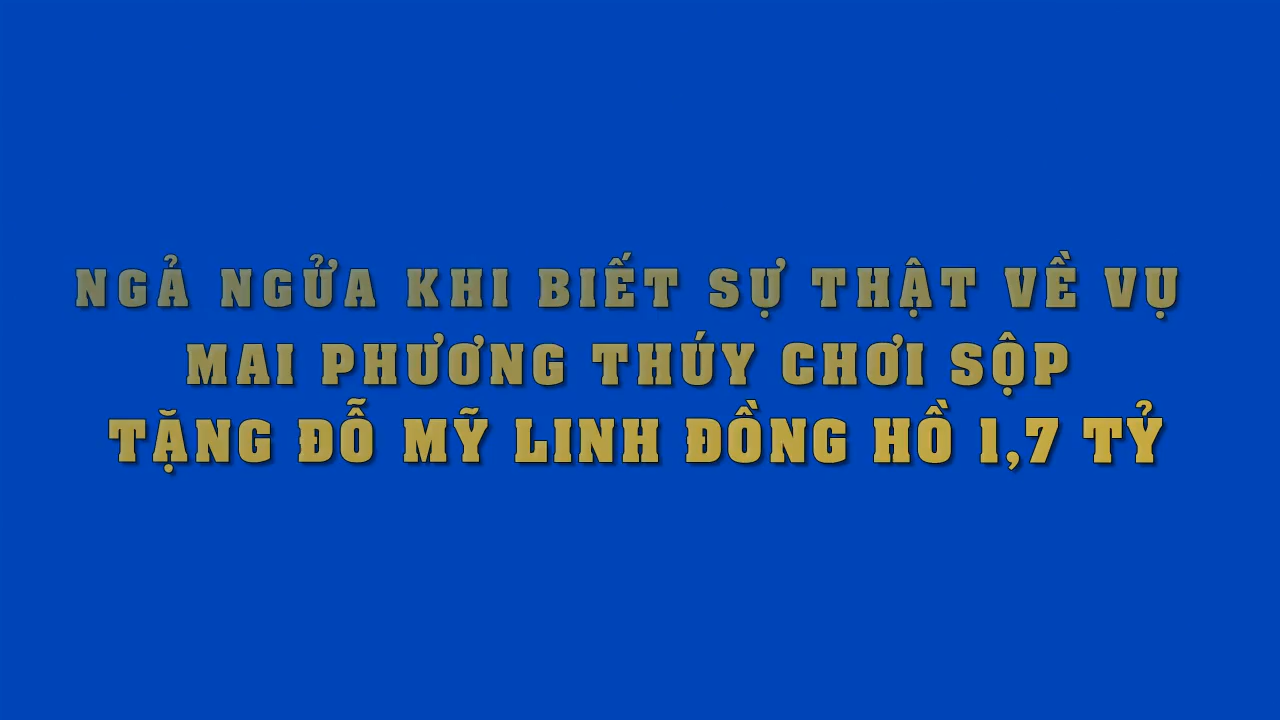 NGẢ NGỬA KHI BIẾT SỰ THẬT VỀ VỤ
MAI PHƯƠNG THÚY CHƠI SỘP
TẶNG ĐỖ MỸ LINH ĐỒNG HỒ 1,7 TỶ